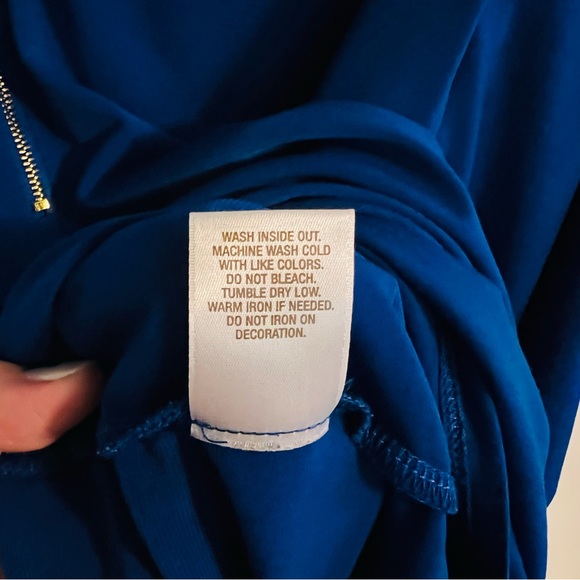 WASH INSIDE OUT.
MACHINE WASH COLD
WITH LIKE COLORS.
DO NOT BLEACH.
TUMBLE DRY LOW.
WARM IRON IF NEEDED.
DO NOT IRON ON
DECORATION.